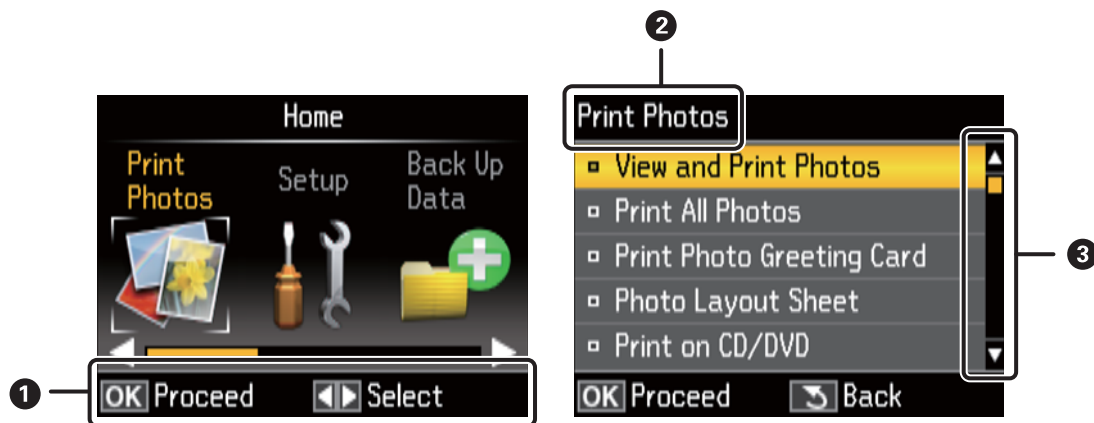 2
Home
Print Photos
Setup
Back Up Data
1
OK Proceed
Select
Print Photos
View and Print Photos
Print All Photos
Print Photo Greeting Card
Photo Layout Sheet
Print on CD/DVD
3
OK Proceed
Back